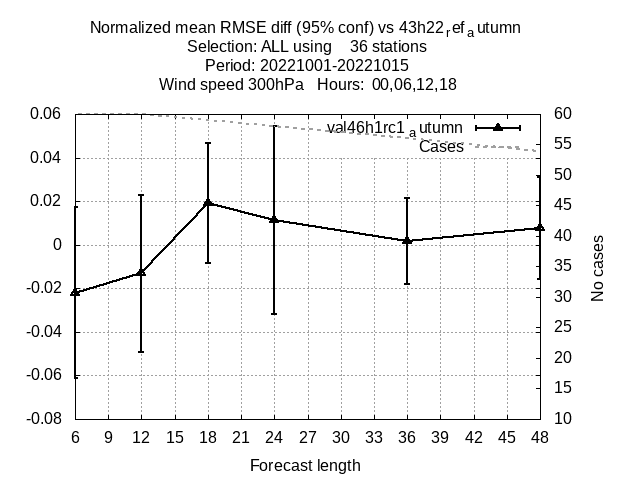 Normalized mean RMSE diff (95% conf) vs 43h22refautumn
Selection: ALL using 36 stations
Period: 20221001-20221015
Wind speed 300hPa Hours: 00,06,12,18
val46h1rc1autumn
Cases
0.06
0.04
0.02
0
-0.02
-0.04
-0.06
-0.08
60
55
50
45
40
35
30
25
20
15
10
No cases
6 9 12 15 18 21 24 27 30 33 36 39 42 45 48
Forecast length